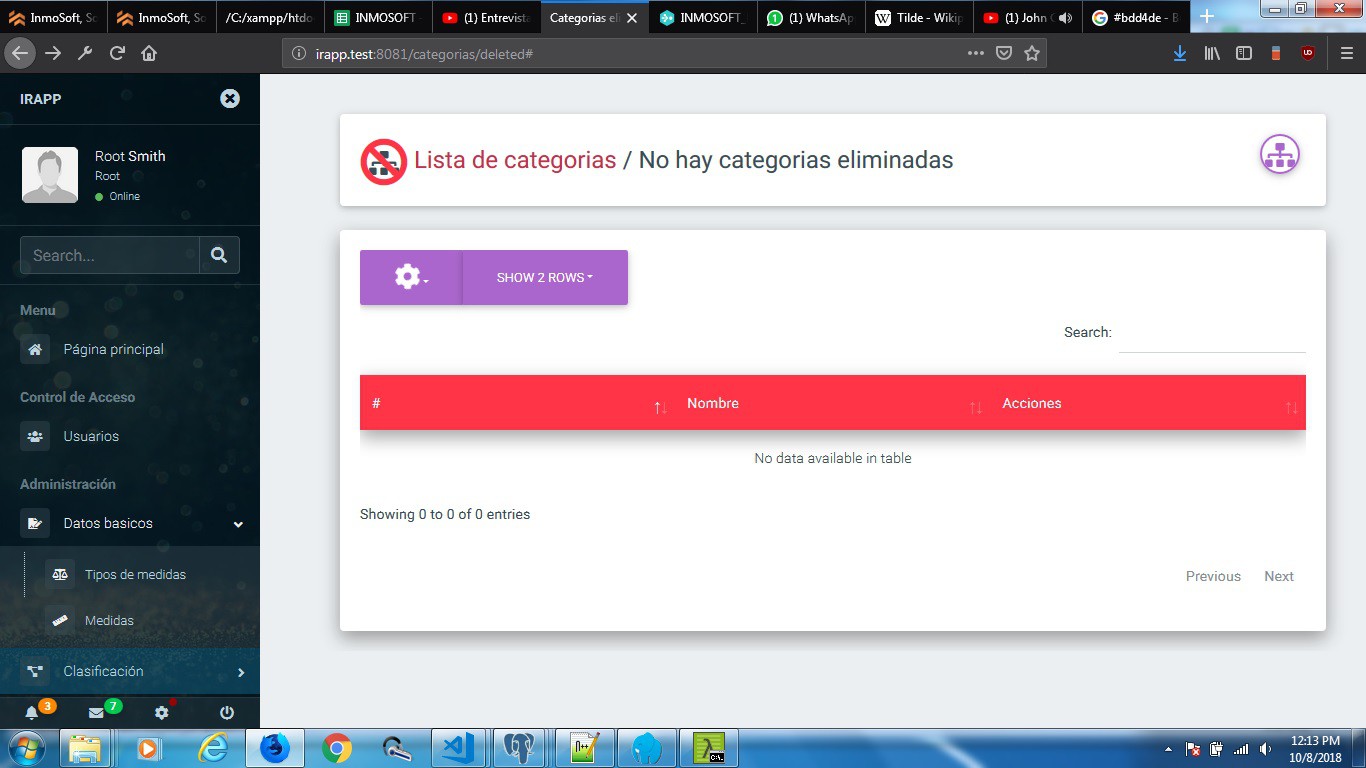 InmoSoft, So
InmoSoft, So
/C:/xampp/htdo
INMOSOFT -
(1) Entrevista
Categorias eli
INMOSOFT_
(1) WhatsAp
Tilde - Wikip
(1) John C
#bdd4de - B
irapp.test:8081/categorias/deleted#
IRAPP
Root Smith
Root
Online
Search...
Menu
Página principal
Control de Acceso
Usuarios
Administración
Datos basicos
Tipos de medidas
Medidas
Clasificación
3
7
Lista de categorias / No hay categorias eliminadas
SHOW 2 ROWS
Search:
# Nombre Acciones
No data available in table
Showing 0 to 0 of 0 entries
Previous Next
12:13 PM
10/8/2018